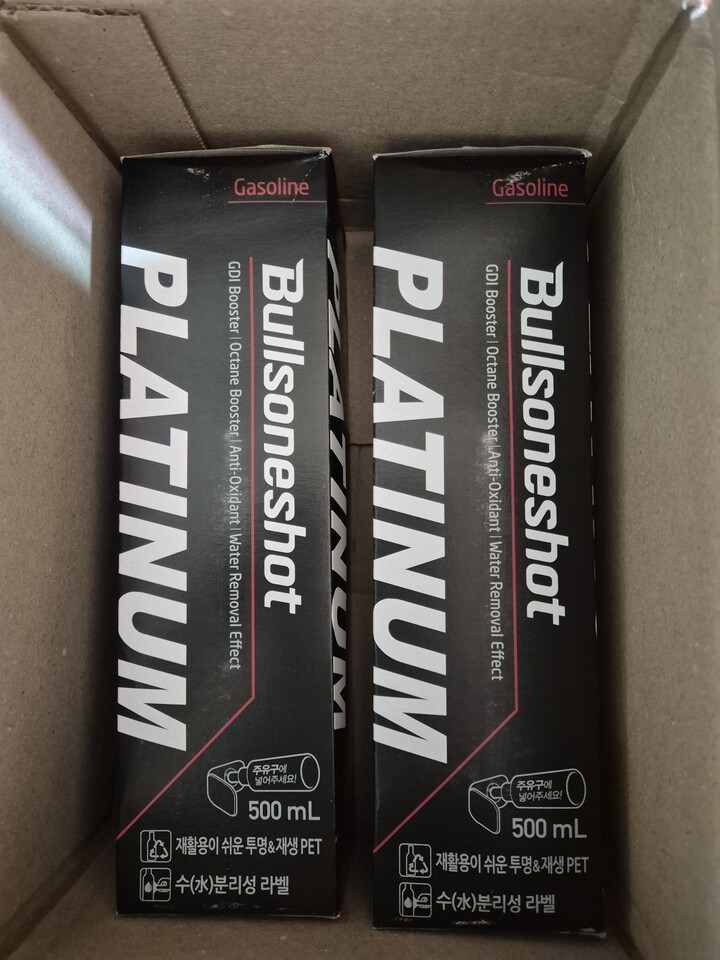 Gasoline
Bullsoneshot
GDI Booster | Octane Booster | Anti-Oxidant | Water Removal Effect
PLATINUM
주유구에
넣어주세요!
500 mL
재활용이 쉬운 투명&재생 PET
수(水)분리성 라벨
PLATINUM
Gasoline
Bullsoneshot
GDI Booster | Octane Booster | Anti-Oxidant | Water Removal Effect
PLATINUM
주유구에
넣어주세요!
500 mL
재활용이 쉬운 투명&재생 PET
수(水)분리성 라벨